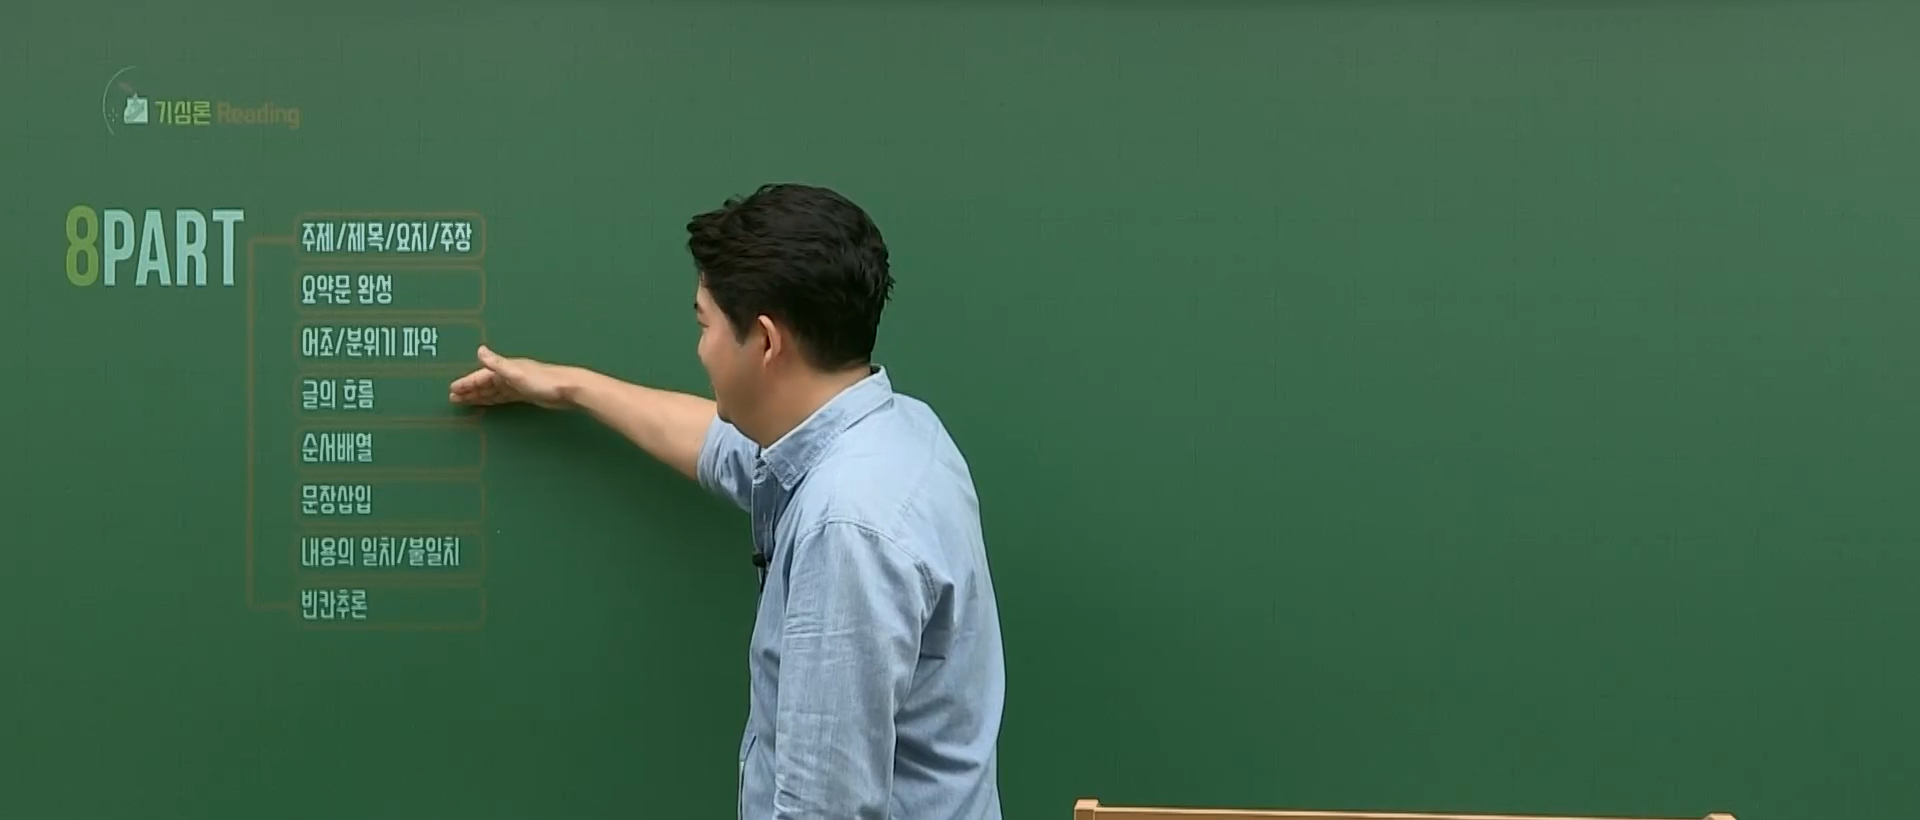 기심론 Reading
8PART
주제/제목/요지/주장
요약문 완성
어조/분위기 파악
글의 흐름
순서배열
문장삽입
내용의 일치/불일치
빈칸추론